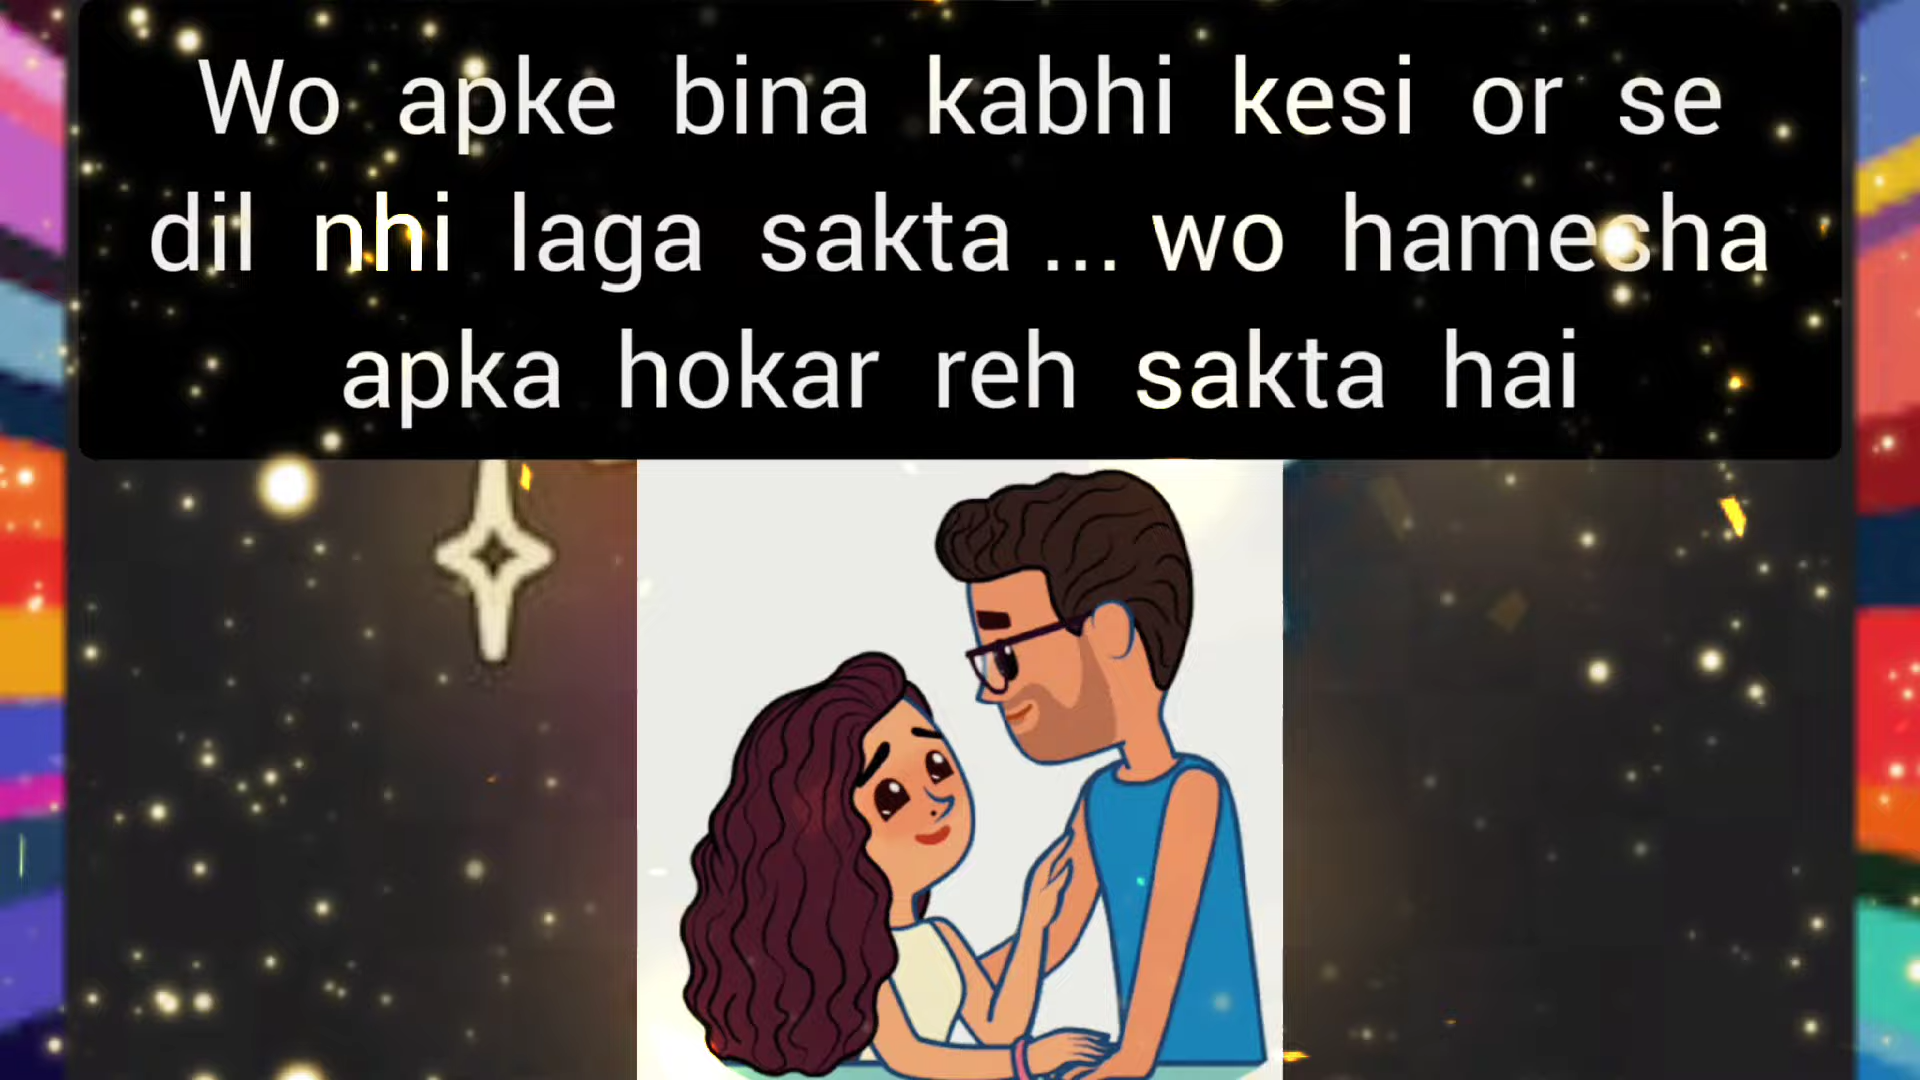 Wo apke bina kabhi kesi or se
dil nhi laga sakta ... wo hamesha
apka hokar reh sakta hai